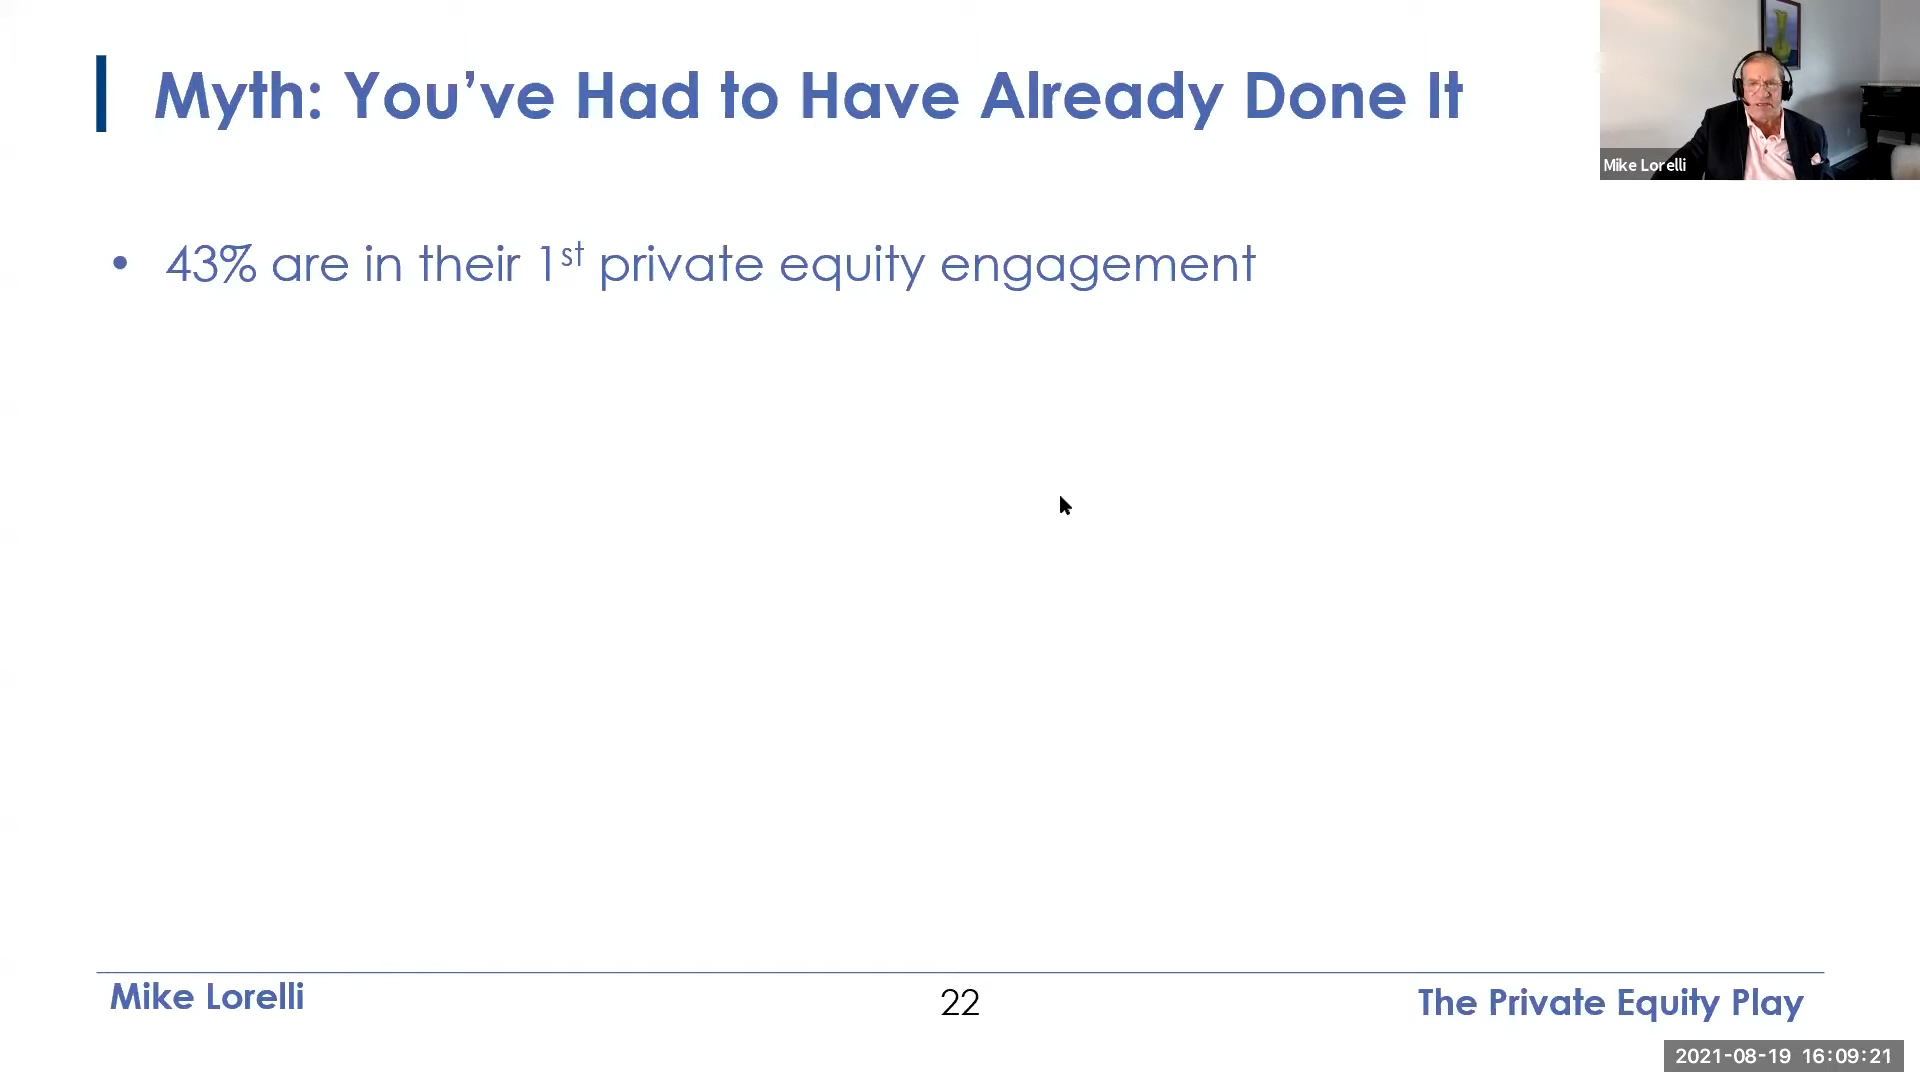 Myth: You’ve Had to Have Already Done It
Mike Lorelli
• 43% are in their 1st private equity engagement
Mike Lorelli
22
The Private Equity Play
2021-08-19 16:09:21